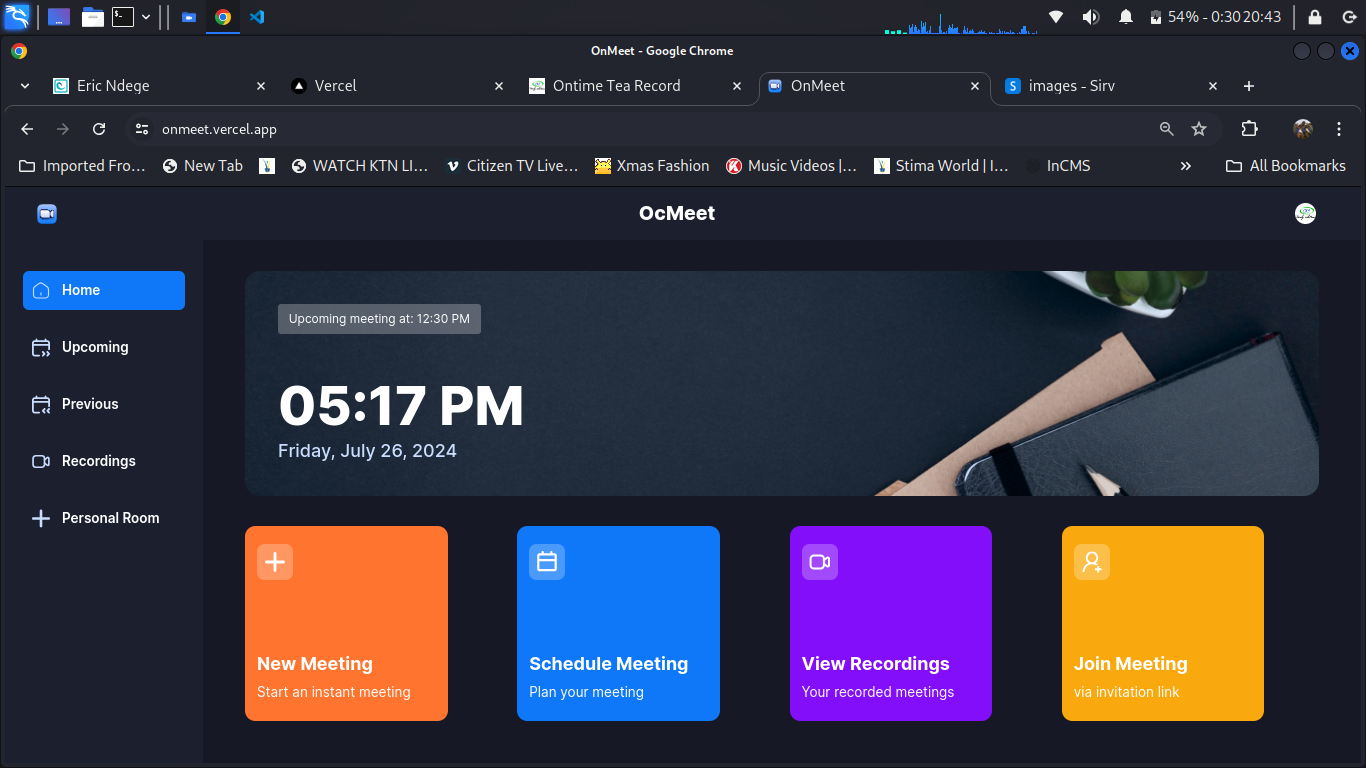 54% - 0:30 20:43
OnMeet - Google Chrome
Eric Ndege
Vercel
Ontime Tea Record
OnMeet
images - Sirv
onmeet.vercel.app
Imported Fro...
New Tab
WATCH KTN LI...
Citizen TV Live...
Xmas Fashion
Music Videos |...
Stima World | I...
InCMS
All Bookmarks
OcMeet
Home
Upcoming
Previous
Recordings
Personal Room
Upcoming meeting at: 12:30 PM
05:17 PM
Friday, July 26, 2024
New Meeting
Start an instant meeting
Schedule Meeting
Plan your meeting
View Recordings
Your recorded meetings
Join Meeting
via invitation link